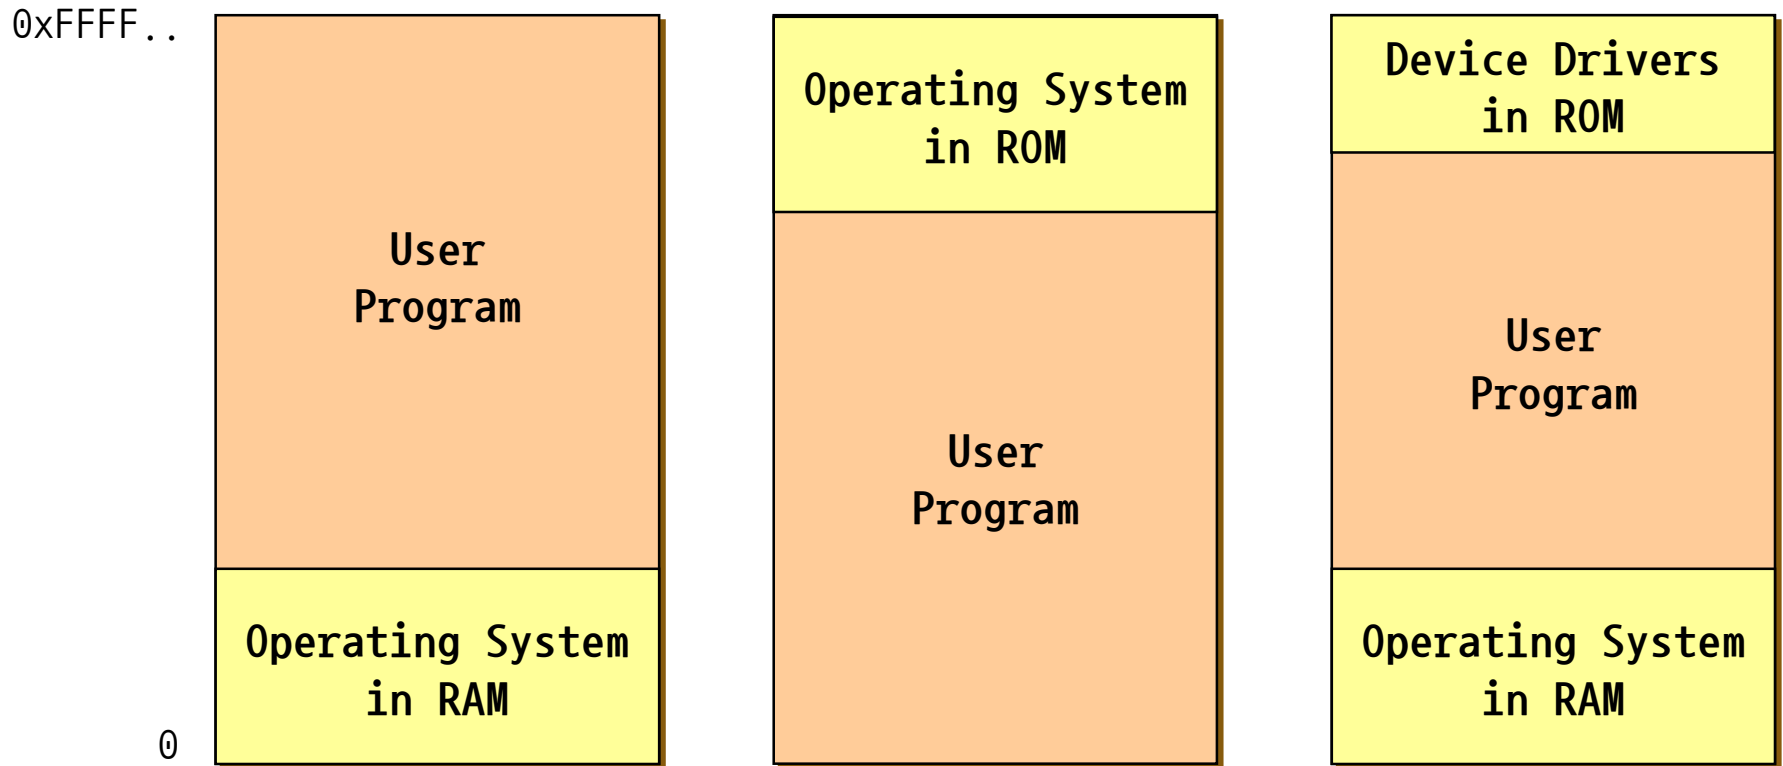 0xFFFF..
User
Program
Operating System
in RAM
0
Operating System
in ROM
User
Program
Device Drivers
in ROM
User
Program
Operating System
in RAM